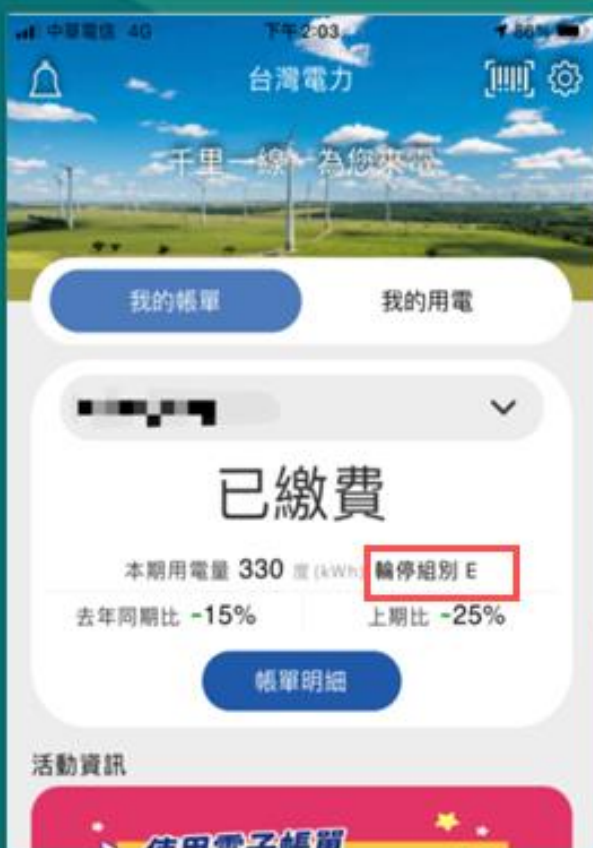 中華電信 4G 下午2:03 86%
台灣電力
千里一線 為您來電
我的帳單 我的用電
已繳費
本期用電量 330 度 (kWh) 輪停組別 E
去年同期比 -15% 上期比 -25%
帳單明細
活動資訊
使用電子帳單